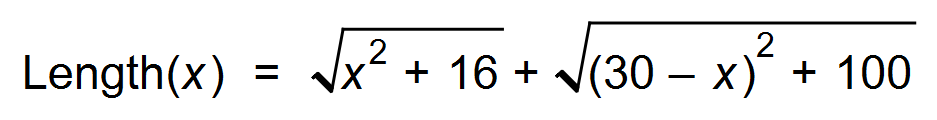 Length(x) = √(x² + 16) + √((30 – x)² + 100)